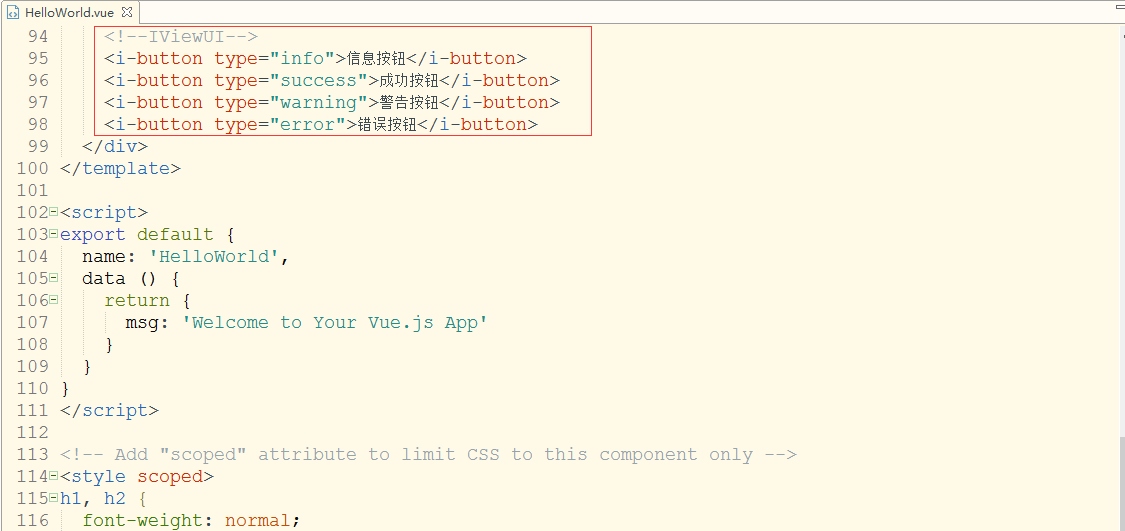 HelloWorld.vue
94 <!--IViewUI-->
95 <i-button type="info">信息按钮</i-button>
96 <i-button type="success">成功按钮</i-button>
97 <i-button type="warning">警告按钮</i-button>
98 <i-button type="error">错误按钮</i-button>
99 </div>
100 </template>
101
102 <script>
103 export default {
104 name: 'HelloWorld',
105 data () {
106 return {
107 msg: 'Welcome to Your Vue.js App'
108 }
109 }
110 }
111 </script>
112
113 <!-- Add "scoped" attribute to limit CSS to this component only -->
114 <style scoped>
115 h1, h2 {
116 font-weight: normal;